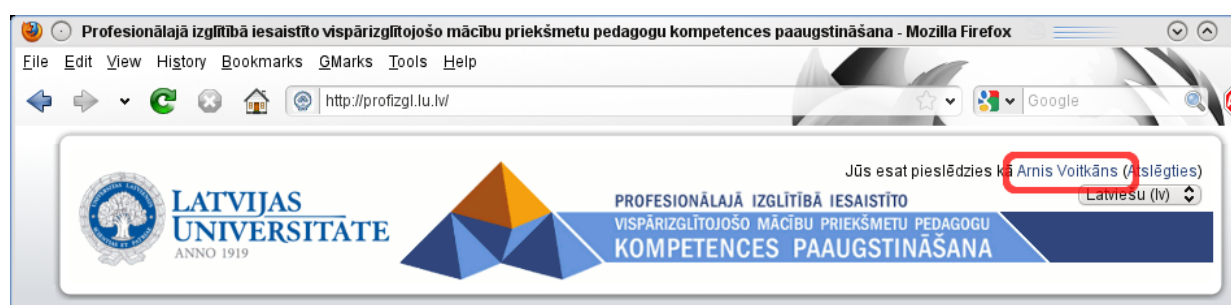 Profesionālajā izglītībā iesaistīto vispārizglītojošo mācību priekšmetu pedagogu kompetences paaugstināšana - Mozilla Firefox
File Edit View History Bookmarks GMarks Tools Help
http://profizgl.lu.lv/ Google
Jūs esat pieslēdzies kā Arnis Voitkāns (Atslēgties)
Latviešu (lv)
LATVIJAS
UNIVERSITĀTE
ANNO 1919
PROFESIONĀLAJĀ IZGLĪTĪBĀ IESAISTĪTO
VISPĀRIZGLĪTOJOŠO MĀCĪBU PRIEKŠMETU PEDAGOGU
KOMPETENCES PAAUGSTINĀŠANA